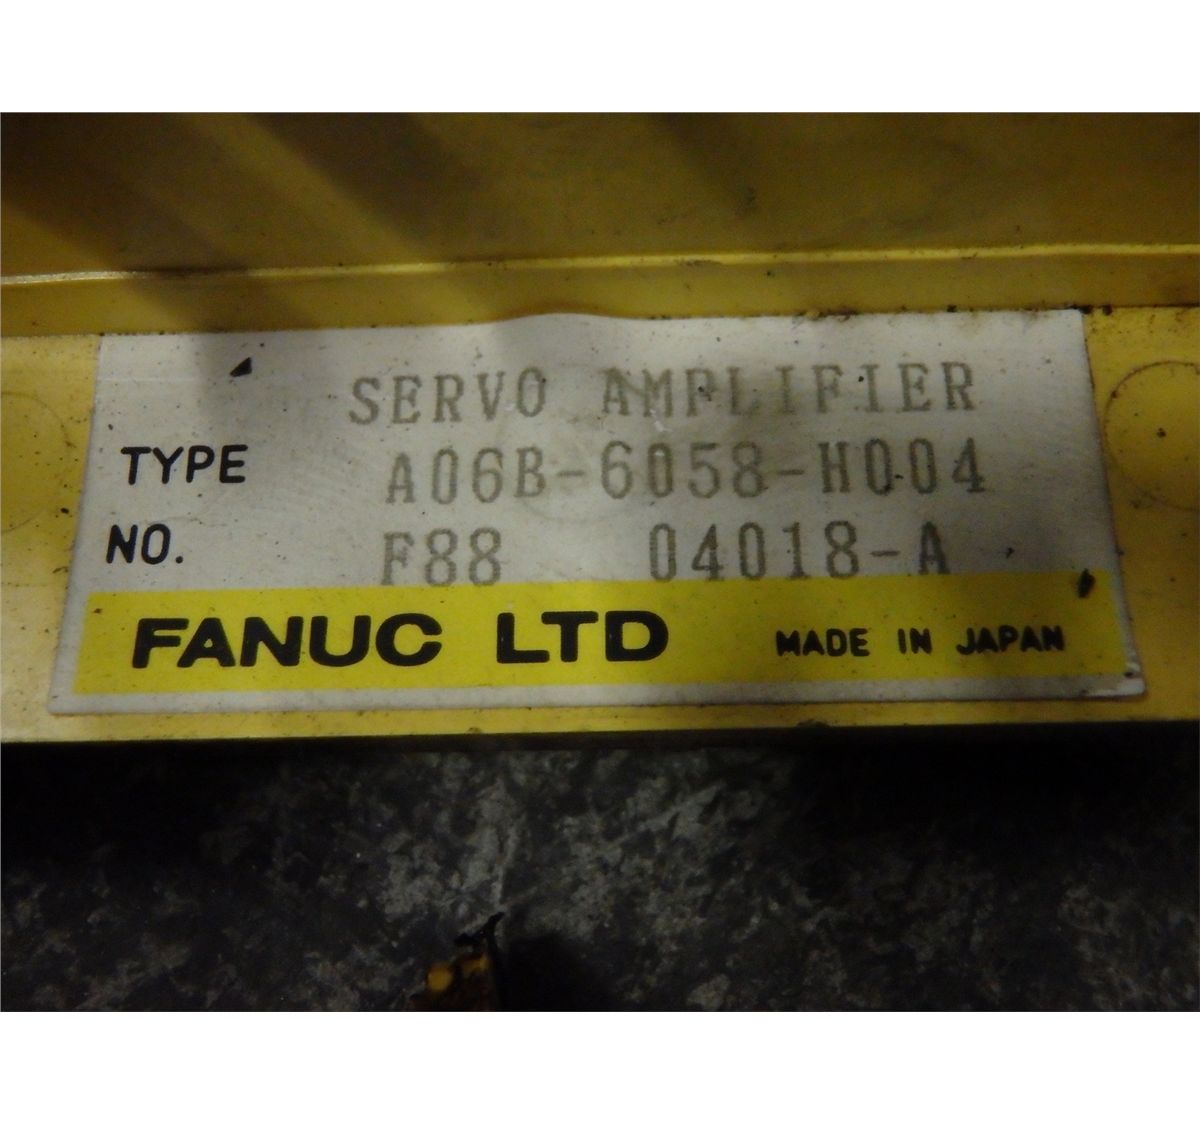 SERVO AMPLIFIER
TYPE A06B-6058-H004
NO. F88 04018-A
FANUC LTD MADE IN JAPAN